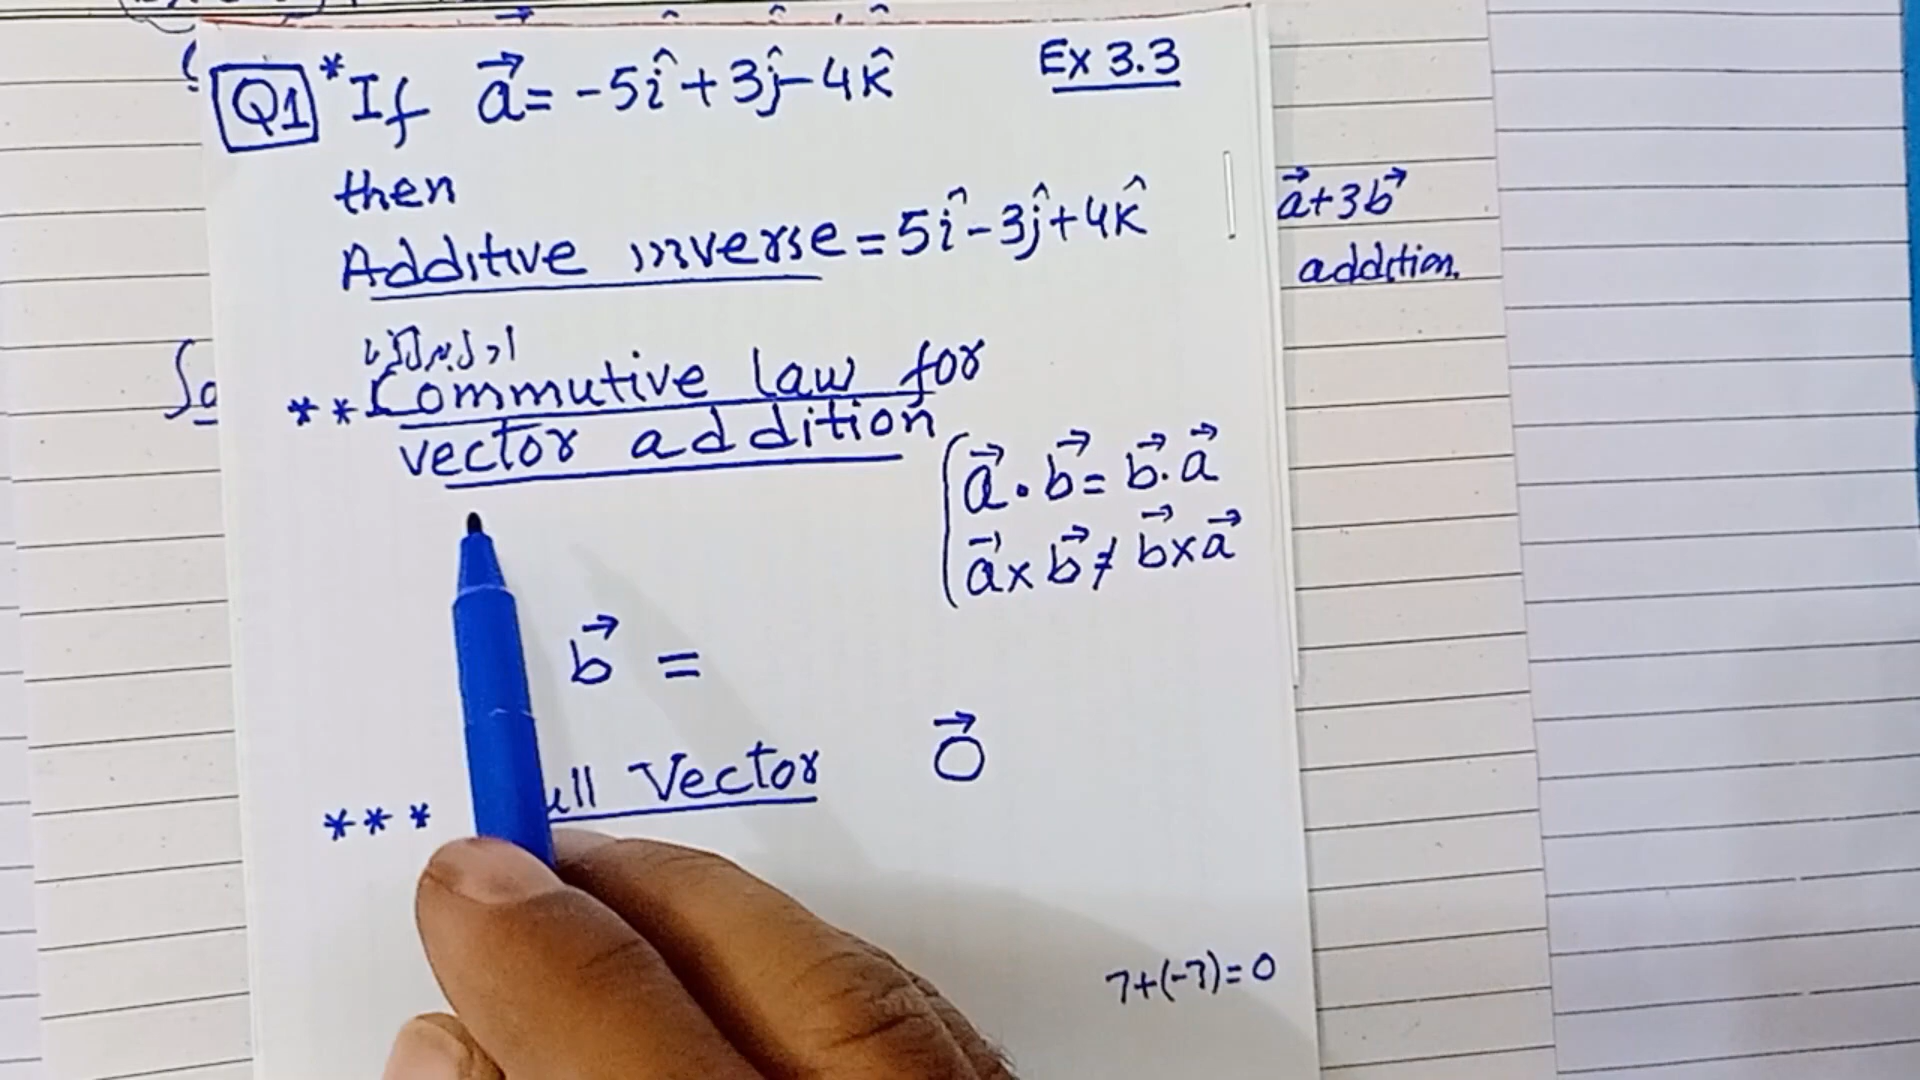 Q1 *If a⃗ = -5î + 3ĵ - 4k̂ Ex 3.3
then
Additive inverse = 5î - 3ĵ + 4k̂
a⃗+3b⃗
addition.
** Commutive law for
vector addition
a⃗ . b⃗ = b⃗ . a⃗
a⃗ x b⃗ ≠ b⃗ x a⃗
b⃗ =
*** ull Vector O⃗
7+(-7)=0